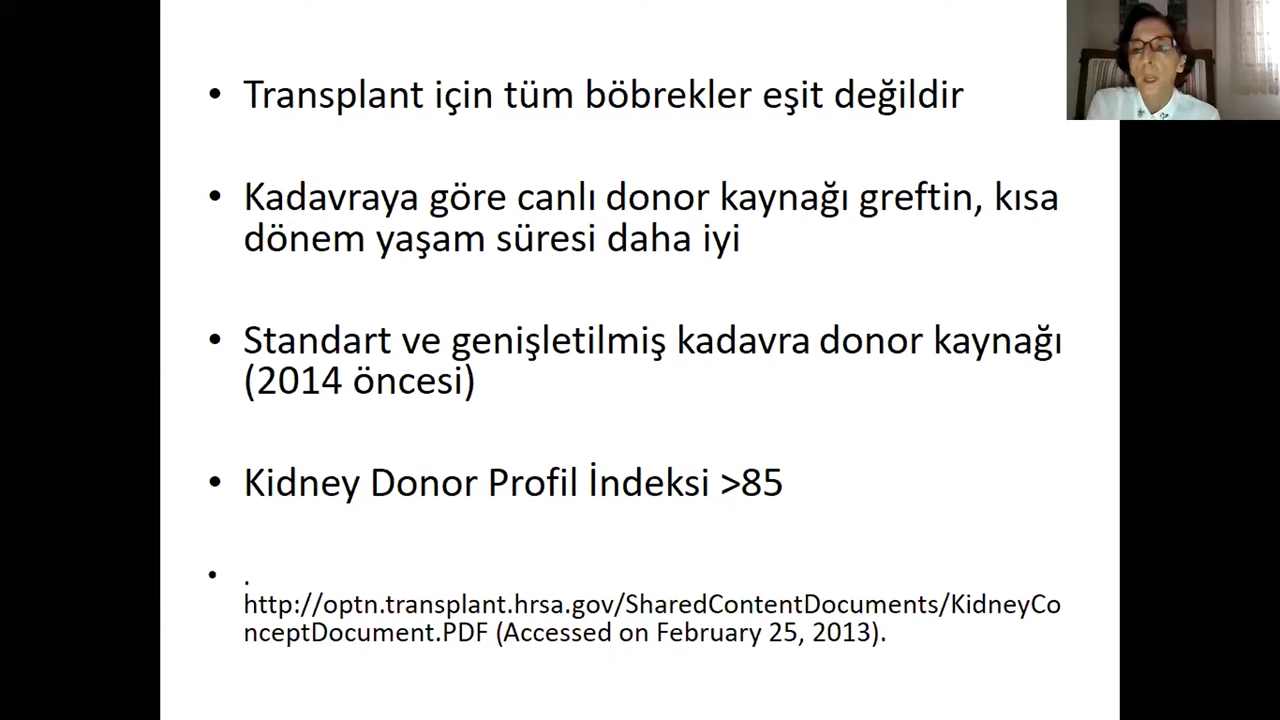 • Transplant için tüm böbrekler eşit değildir
• Kadavraya göre canlı donor kaynağı greftin, kısa
dönem yaşam süresi daha iyi
• Standart ve genişletilmiş kadavra donor kaynağı
(2014 öncesi)
• Kidney Donor Profil İndeksi >85
• .
http://optn.transplant.hrsa.gov/SharedContentDocuments/KidneyCo
nceptDocument.PDF (Accessed on February 25, 2013).